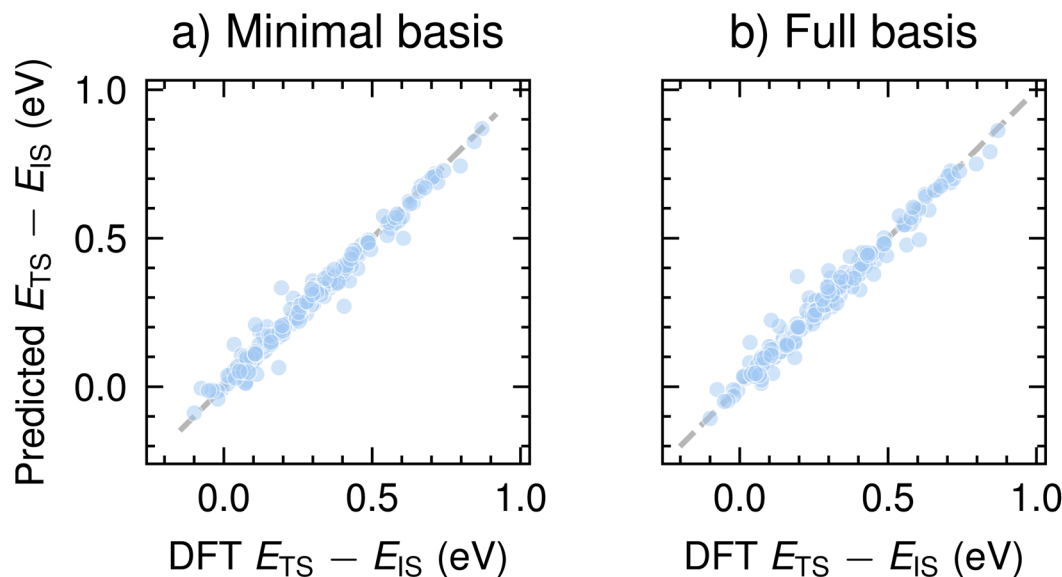 a) Minimal basis
b) Full basis
Predicted E_TS − E_IS (eV)
1.0
0.5
0.0
0.0 0.5 1.0
0.0 0.5 1.0
DFT E_TS − E_IS (eV)
DFT E_TS − E_IS (eV)